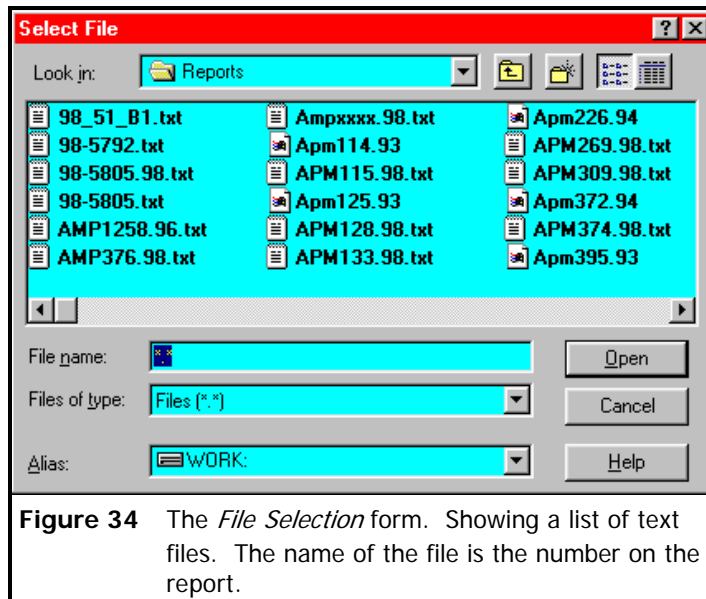 Select File
Look in: Reports
98_51_B1.txt Ampxxxx.98.txt Apm226.94
98-5792.txt Apm114.93 APM269.98.txt
98-5805.98.txt APM115.98.txt APM309.98.txt
98-5805.txt Apm125.93 Apm372.94
AMP1258.96.txt APM128.98.txt APM374.98.txt
AMP376.98.txt APM133.98.txt Apm395.93
File name: *.* Open
Files of type: Files (*.*) Cancel
Alias: WORK: Help
Figure 34 The File Selection form. Showing a list of text
files. The name of the file is the number on the
report.